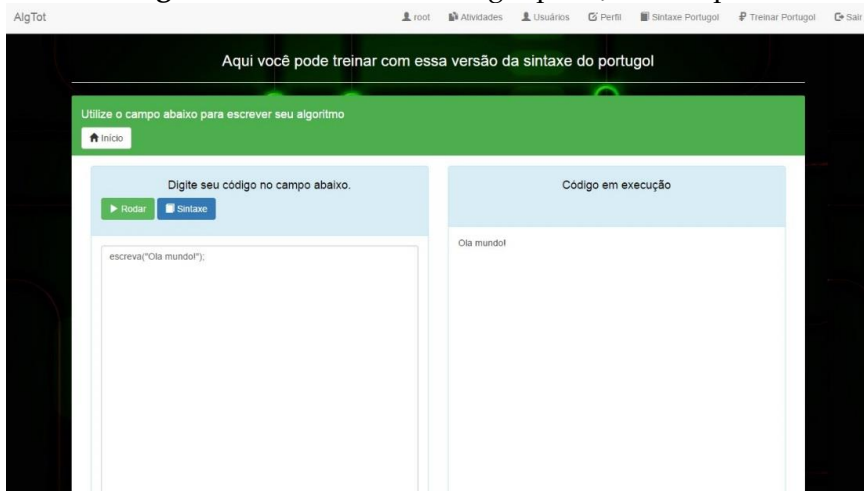 AlgTot root Atividades Usuários Perfil Sintaxe Portugol Treinar Portugol Sair
Aqui você pode treinar com essa versão da sintaxe do portugol
Utilize o campo abaixo para escrever seu algoritmo
Início
Digite seu código no campo abaixo.
Rodar Sintaxe
escreva("Ola mundo!");
Código em execução
Ola mundo!